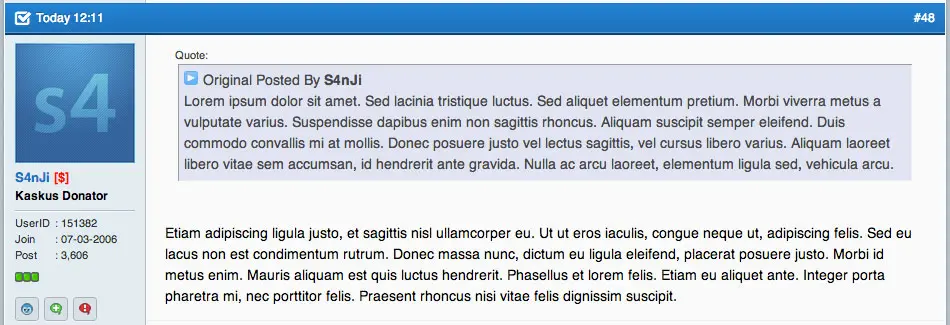 Today 12:11
#48
s4
S4nJi [$]
Kaskus Donator
UserID : 151382
Join : 07-03-2006
Post : 3,606
Quote:
Original Posted By S4nJi
Lorem ipsum dolor sit amet. Sed lacinia tristique luctus. Sed aliquet elementum pretium. Morbi viverra metus a
vulputate varius. Suspendisse dapibus enim non sagittis rhoncus. Aliquam suscipit semper eleifend. Duis
commodo convallis mi at mollis. Donec posuere justo vel lectus sagittis, vel cursus libero varius. Aliquam laoreet
libero vitae sem accumsan, id hendrerit ante gravida. Nulla ac arcu laoreet, elementum ligula sed, vehicula arcu.
Etiam adipiscing ligula justo, et sagittis nisl ullamcorper eu. Ut ut eros iaculis, congue neque ut, adipiscing felis. Sed eu
lacus non est condimentum rutrum. Donec massa nunc, dictum eu ligula eleifend, placerat posuere justo. Morbi id
metus enim. Mauris aliquam est quis luctus hendrerit. Phasellus et lorem felis. Etiam eu aliquet ante. Integer porta
pharetra mi, nec porttitor felis. Praesent rhoncus nisi vitae felis dignissim suscipit.